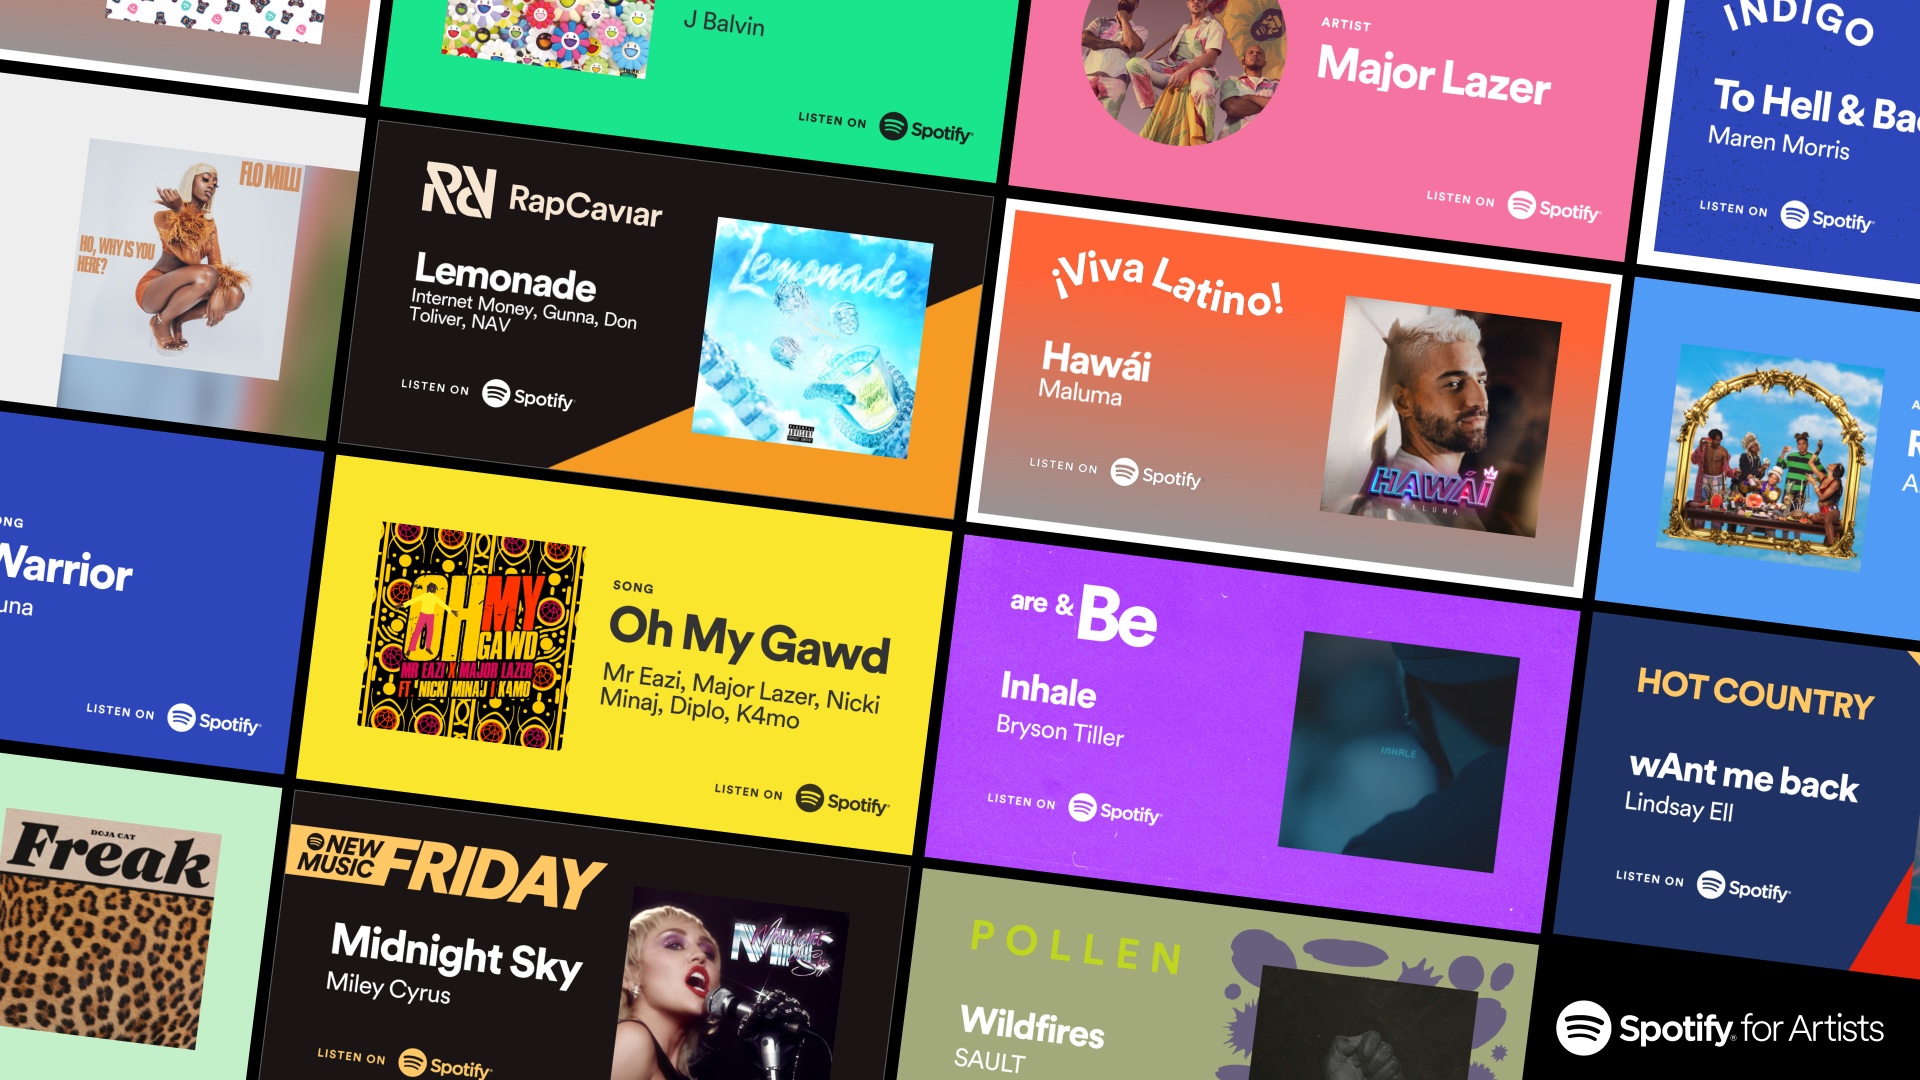 J Balvin
LISTEN ON Spotify
ARTIST
Major Lazer
LISTEN ON Spotify
INDIGO
To Hell &
Maren Morris
LISTEN ON Spotify
FLO MILLI
HO, WHY IS YOU
HERE?
RapCaviar
Lemonade
Internet Money, Gunna, Don
Toliver, NAV
LISTEN ON Spotify
Lemonade
¡Viva Latino!
Hawái
Maluma
LISTEN ON Spotify
HAWÁI
MALUMA
Warrior
LISTEN ON Spotify
OH MY
GAWD
MR EAZI X MAJOR LAZER
FT. NICKI MINAJ I K4MO
SONG
Oh My Gawd
Mr Eazi, Major Lazer, Nicki
Minaj, Diplo, K4mo
LISTEN ON Spotify
are & Be
Inhale
Bryson Tiller
LISTEN ON Spotify
INHALE
HOT COUNTRY
wAnt me back
Lindsay Ell
LISTEN ON Spotify
DOJA CAT
Freak
NEW
MUSIC FRIDAY
Midnight Sky
Miley Cyrus
LISTEN ON Spotify
Midnight
Sky
POLLEN
Wildfires
SAULT
Spotify for Artists